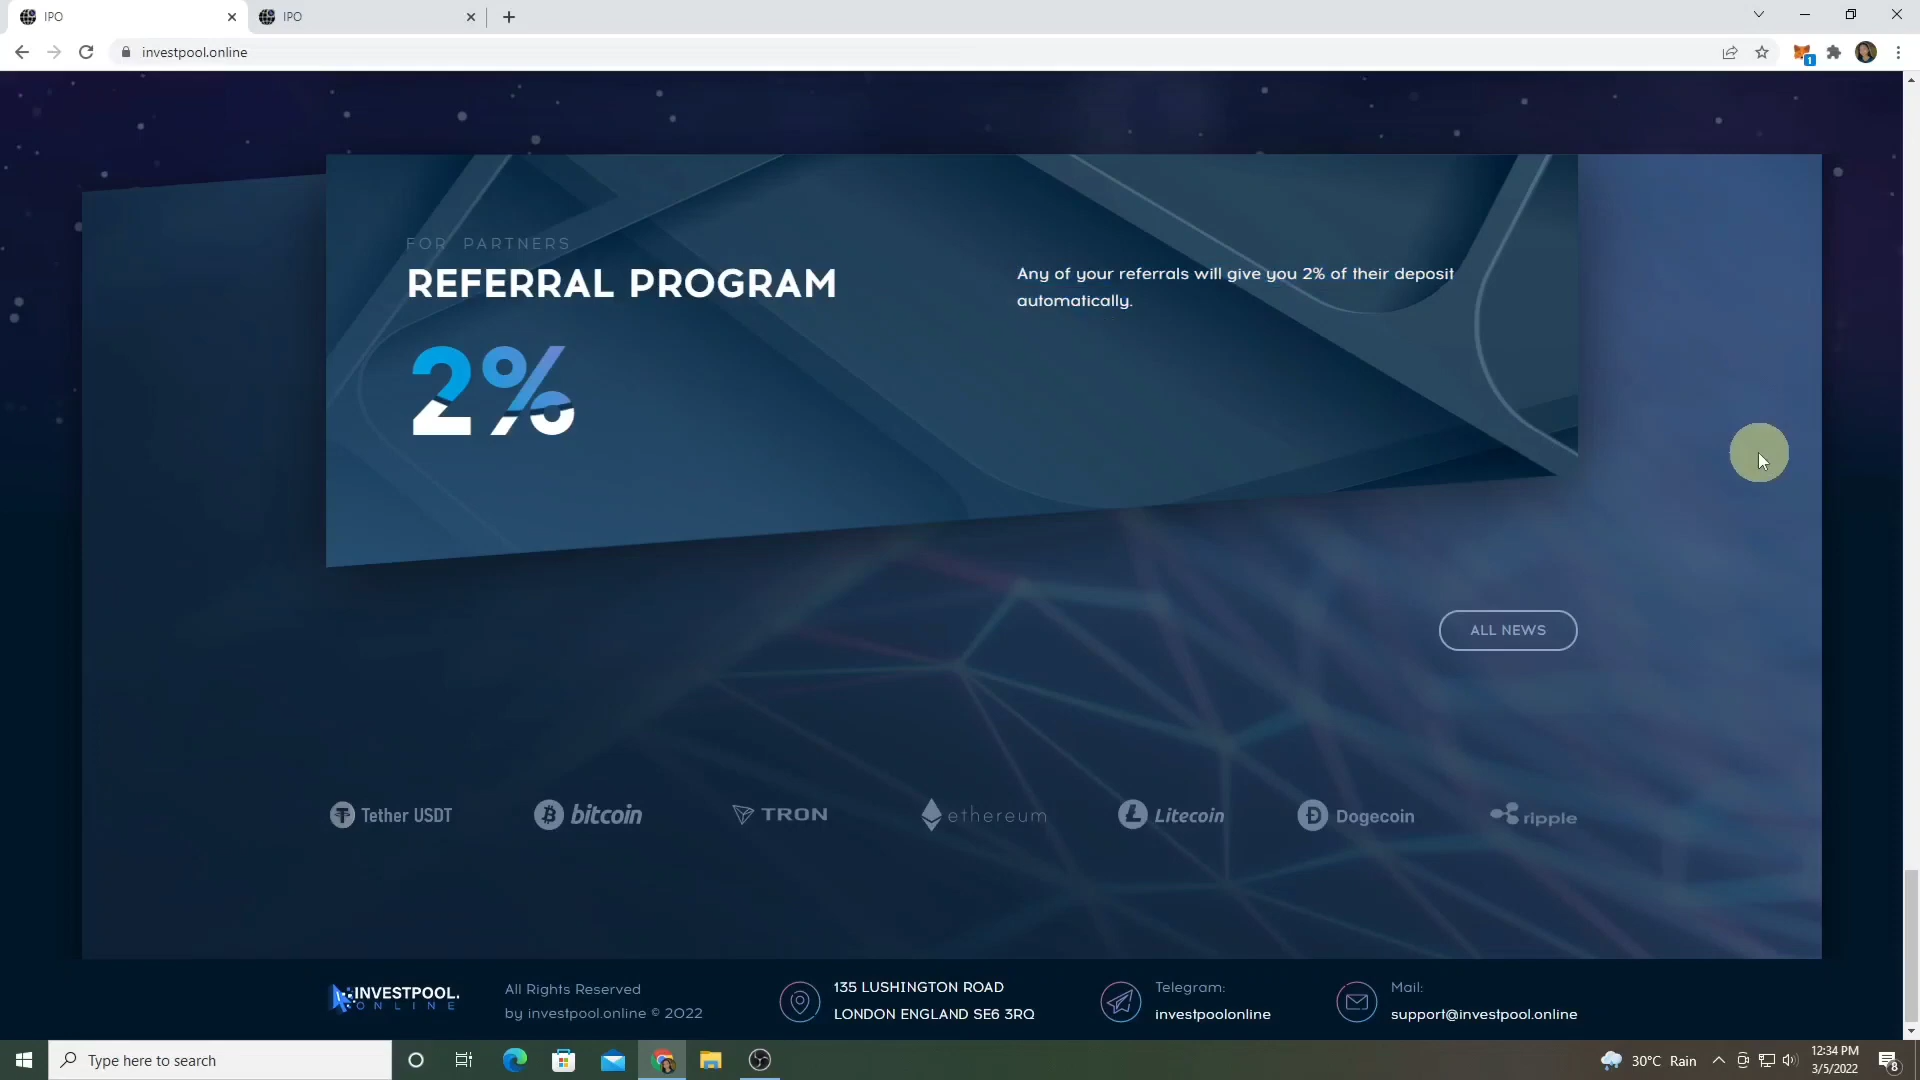 IPO
IPO
investpool.online
1
FOR PARTNERS
REFERRAL PROGRAM
2%
Any of your referrals will give you 2% of their deposit
automatically.
ALL NEWS
Tether USDT
bitcoin
TRON
ethereum
Litecoin
Dogecoin
ripple
INVESTPOOL.
ONLINE
All Rights Reserved
by investpool.online © 2022
135 LUSHINGTON ROAD
LONDON ENGLAND SE6 3RQ
Telegram:
investpoolonline
Mail:
support@investpool.online
Type here to search
30°C Rain
12:34 PM
3/5/2022
8